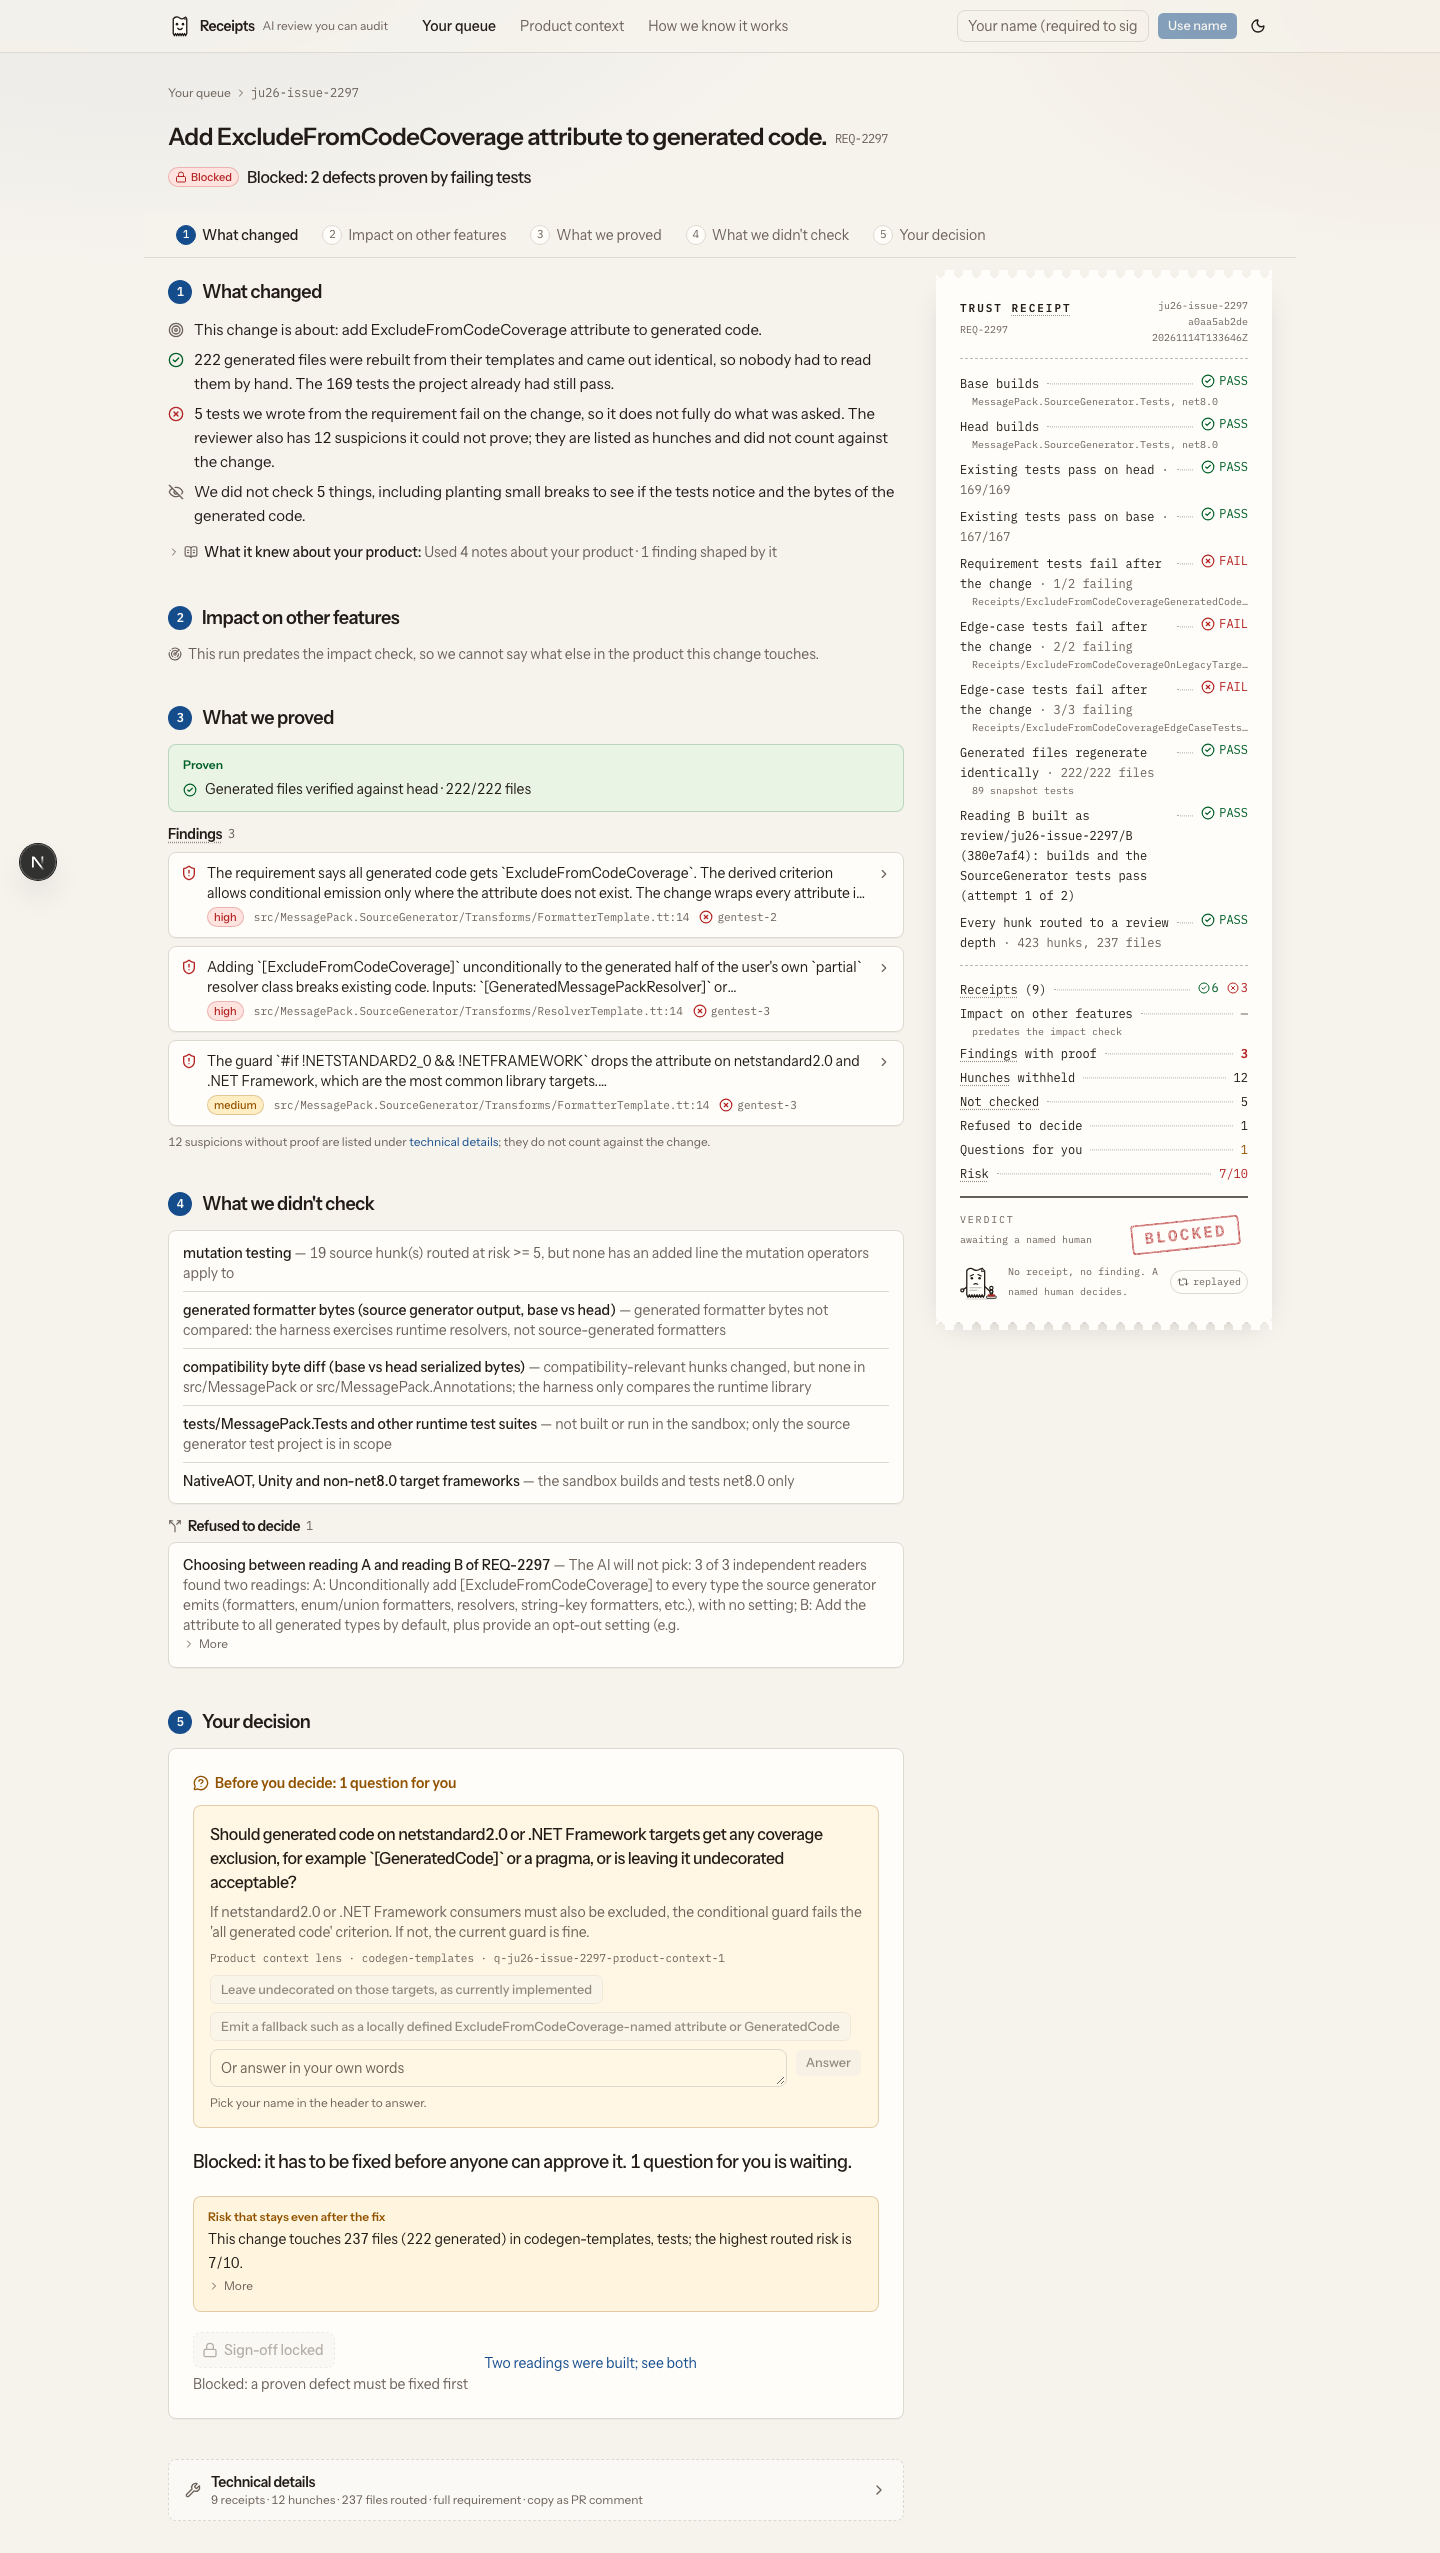 Receipts AI review you can audit Your queue Product context How we know it works Your name (required to sig Use name
Your queue > ju26-issue-2297
Add ExcludeFromCodeCoverage attribute to generated code. REQ-2297
Blocked Blocked: 2 defects proven by failing tests
1 What changed 2 Impact on other features 3 What we proved 4 What we didn't check 5 Your decision
1 What changed
This change is about: add ExcludeFromCodeCoverage attribute to generated code.
222 generated files were rebuilt from their templates and came out identical, so nobody had to read
them by hand. The 169 tests the project already had still pass.
5 tests we wrote from the requirement fail on the change, so it does not fully do what was asked. The
reviewer also has 12 suspicions it could not prove; they are listed as hunches and did not count against
the change.
We did not check 5 things, including planting small breaks to see if the tests notice and the bytes of the
generated code.
What it knew about your product: Used 4 notes about your product · 1 finding shaped by it
2 Impact on other features
This run predates the impact check, so we cannot say what else in the product this change touches.
3 What we proved
Proven
Generated files verified against head · 222/222 files
Findings 3
The requirement says all generated code gets `ExcludeFromCodeCoverage`. The derived criterion
allows conditional emission only where the attribute does not exist. The change wraps every attribute i...
high src/MessagePack.SourceGenerator/Transforms/FormatterTemplate.tt:14 gentest-2
Adding `[ExcludeFromCodeCoverage]` unconditionally to the generated half of the user's own `partial`
resolver class breaks existing code. Inputs: `[GeneratedMessagePackResolver]` or...
high src/MessagePack.SourceGenerator/Transforms/ResolverTemplate.tt:14 gentest-3
The guard `#if !NETSTANDARD2_0 && !NETFRAMEWORK` drops the attribute on netstandard2.0 and
.NET Framework, which are the most common library targets....
medium src/MessagePack.SourceGenerator/Transforms/FormatterTemplate.tt:14 gentest-3
12 suspicions without proof are listed under technical details; they do not count against the change.
4 What we didn't check
mutation testing — 19 source hunk(s) routed at risk >= 5, but none has an added line the mutation operators
apply to
generated formatter bytes (source generator output, base vs head) — generated formatter bytes not
compared: the harness exercises runtime resolvers, not source-generated formatters
compatibility byte diff (base vs head serialized bytes) — compatibility-relevant hunks changed, but none in
src/MessagePack or src/MessagePack.Annotations; the harness only compares the runtime library
tests/MessagePack.Tests and other runtime test suites — not built or run in the sandbox; only the source
generator test project is in scope
NativeAOT, Unity and non-net8.0 target frameworks — the sandbox builds and tests net8.0 only
Refused to decide 1
Choosing between reading A and reading B of REQ-2297 — The AI will not pick: 3 of 3 independent readers
found two readings: A: Unconditionally add [ExcludeFromCodeCoverage] to every type the source generator
emits (formatters, enum/union formatters, resolvers, string-key formatters, etc.), with no setting; B: Add the
attribute to all generated types by default, plus provide an opt-out setting (e.g.
More
5 Your decision
Before you decide: 1 question for you
Should generated code on netstandard2.0 or .NET Framework targets get any coverage
exclusion, for example `[GeneratedCode]` or a pragma, or is leaving it undecorated
acceptable?
If netstandard2.0 or .NET Framework consumers must also be excluded, the conditional guard fails the
'all generated code' criterion. If not, the current guard is fine.
Product context lens · codegen-templates · q-ju26-issue-2297-product-context-1
Leave undecorated on those targets, as currently implemented
Emit a fallback such as a locally defined ExcludeFromCodeCoverage-named attribute or GeneratedCode
Or answer in your own words Answer
Pick your name in the header to answer.
Blocked: it has to be fixed before anyone can approve it. 1 question for you is waiting.
Risk that stays even after the fix
This change touches 237 files (222 generated) in codegen-templates, tests; the highest routed risk is
7/10.
More
Sign-off locked
Two readings were built; see both
Blocked: a proven defect must be fixed first
Technical details
9 receipts · 12 hunches · 237 files routed · full requirement · copy as PR comment
TRUST RECEIPT ju26-issue-2297
a0aa5ab2de
REQ-2297
20261114T133646Z
Base builds PASS
MessagePack.SourceGenerator.Tests, net8.0
Head builds PASS
MessagePack.SourceGenerator.Tests, net8.0
Existing tests pass on head · PASS
169/169
Existing tests pass on base · PASS
167/167
Requirement tests fail after FAIL
the change · 1/2 failing
Receipts/ExcludeFromCodeCoverageGeneratedCode…
Edge-case tests fail after FAIL
the change · 2/2 failing
Receipts/ExcludeFromCodeCoverageOnLegacyTarge…
Edge-case tests fail after FAIL
the change · 3/3 failing
Receipts/ExcludeFromCodeCoverageEdgeCaseTests…
Generated files regenerate PASS
identically · 222/222 files
89 snapshot tests
Reading B built as PASS
review/ju26-issue-2297/B
(380e7af4): builds and the
SourceGenerator tests pass
(attempt 1 of 2)
Every hunk routed to a review PASS
depth · 423 hunks, 237 files
Receipts (9) 6 3
Impact on other features —
predates the impact check
Findings with proof 3
Hunches withheld 12
Not checked 5
Refused to decide 1
Questions for you 1
Risk 7/10
VERDICT
awaiting a named human
BLOCKED
No receipt, no finding. A
named human decides.
replayed
N